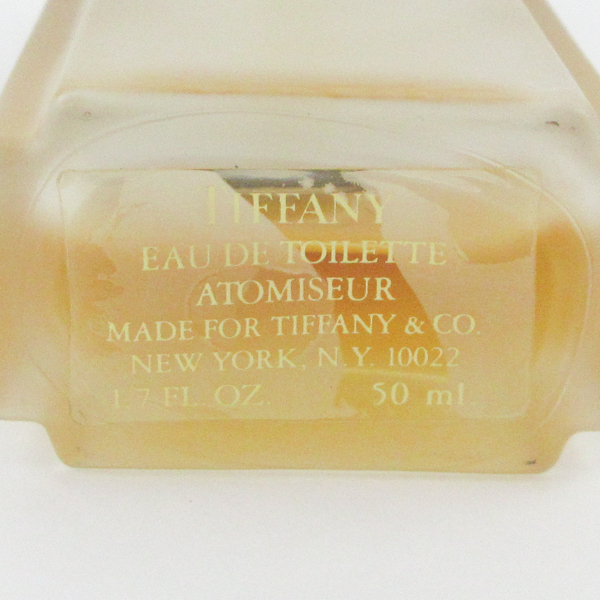 TIFFANY
EAU DE TOILETTE
ATOMISEUR
MADE FOR TIFFANY & CO.
NEW YORK, N.Y. 10022
1.7 FL. OZ. 50 ml.